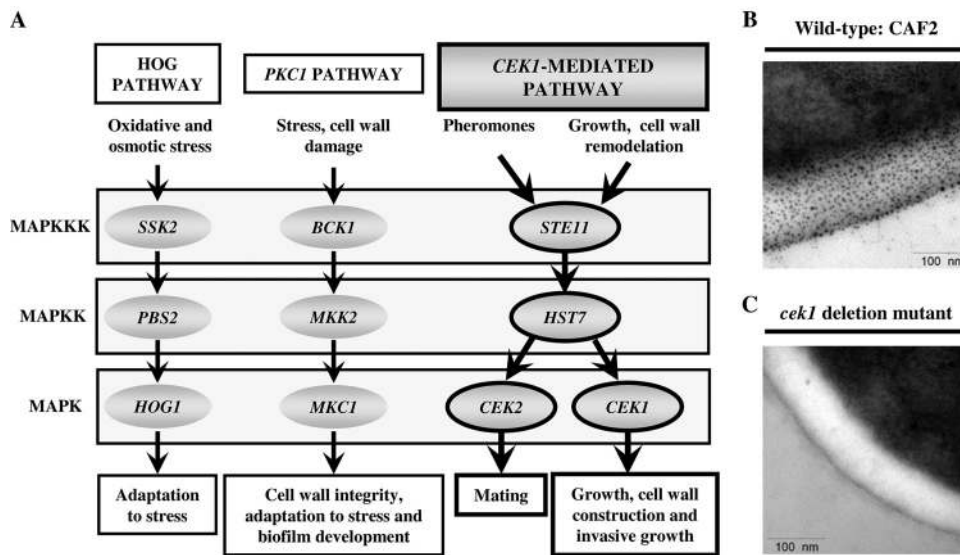 A
HOG
PATHWAY
PKC1 PATHWAY
CEK1-MEDIATED
PATHWAY
Oxidative and
osmotic stress
Stress, cell wall
damage
Pheromones
Growth, cell wall
remodelation
MAPKKK
SSK2
BCK1
STE11
MAPKK
PBS2
MKK2
HST7
MAPK
HOG1
MKC1
CEK2
CEK1
Adaptation
to stress
Cell wall integrity,
adaptation to stress and
biofilm development
Mating
Growth, cell wall
construction and
invasive growth
B
Wild-type: CAF2
100 nm
C
cek1 deletion mutant
100 nm